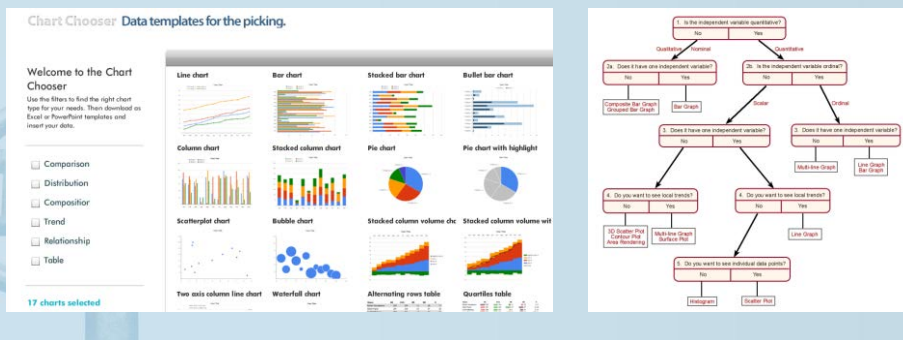 Chart Chooser Data templates for the picking.
Welcome to the Chart
Chooser
Use the filters to find the right chart
type for your needs. Then download as
Excel or PowerPoint templates and
insert your data.
Comparison
Distribution
Composition
Trend
Relationship
Table
17 charts selected
Line chart
Bar chart
Stacked bar chart
Bullet bar chart
Column chart
Stacked column chart
Pie chart
Pie chart with highlight
Scatterplot chart
Bubble chart
Stacked column volume chc
Stacked column volume wit
Two axis column line chart
Waterfall chart
Alternating rows table
Quartiles table
1. Is the independent variable quantitative?
No Yes
Qualitative Nominal
Quantitative
2a. Does it have one independent variable?
No Yes
2b. Is the independent variable ordinal?
No Yes
Composite Bar Graph
Grouped Bar Graph
Bar Graph
Scalar
Ordinal
3. Does it have one independent variable?
No Yes
3. Does it have one independent variable?
No Yes
Multi-line Graph
Line Graph
Bar Graph
4. Do you want to see local trends?
No Yes
4. Do you want to see local trends?
No Yes
3D Scatter Plot
Contour Plot
Area Rendering
Multi-line Graph
Surface Plot
Line Graph
5. Do you want to see individual data points?
No Yes
Histogram
Scatter Plot